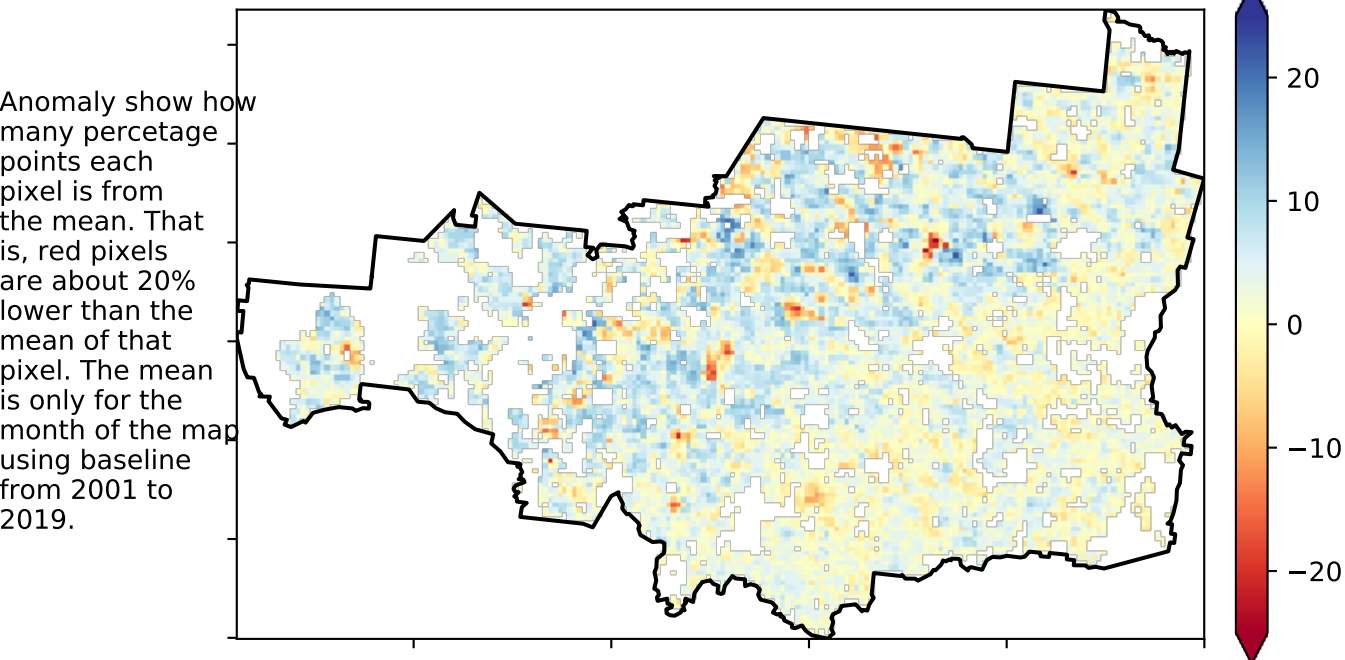 Anomaly show how
many percetage
points each
pixel is from
the mean. That
is, red pixels
are about 20%
lower than the
mean of that
pixel. The mean
is only for the
month of the map
using baseline
from 2001 to
2019.
20
10
0
−10
−20